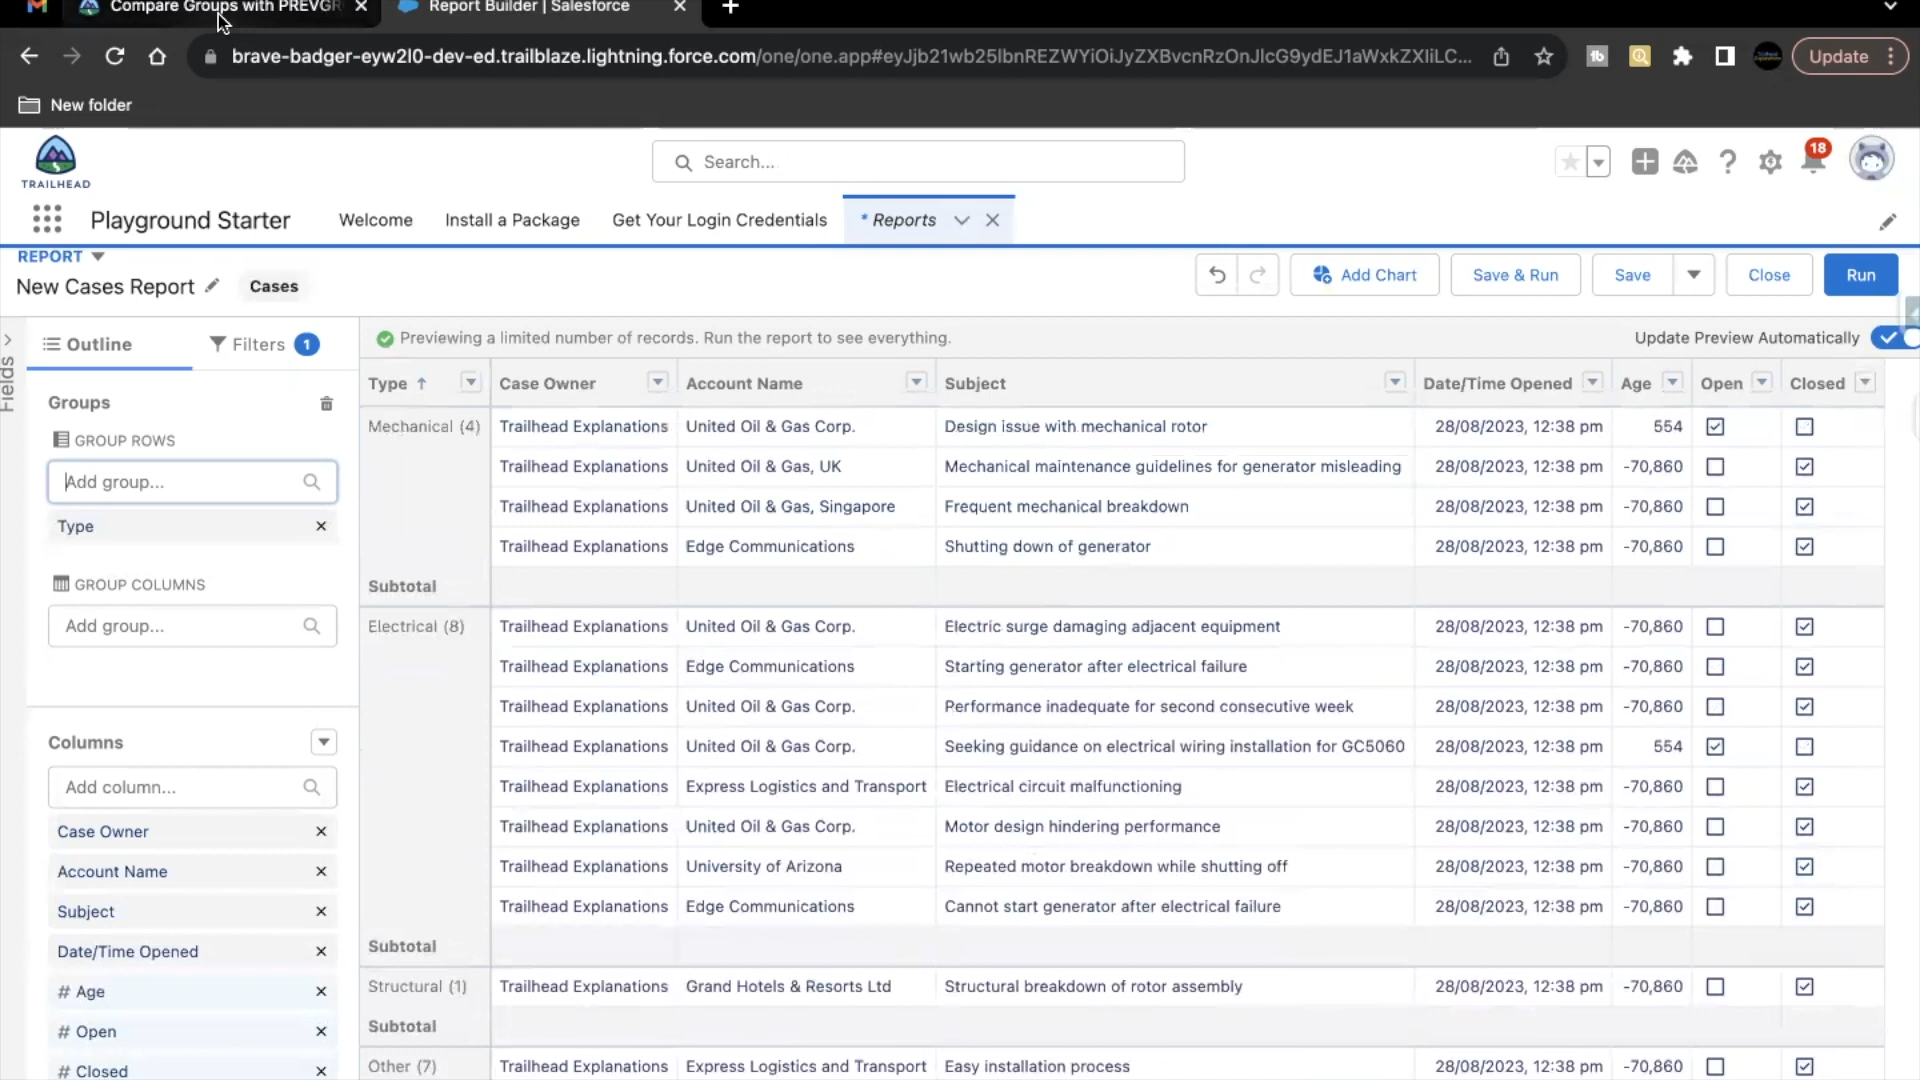 Compare Groups with PREVGR
Report Builder | Salesforce
brave-badger-eyw2l0-dev-ed.trailblaze.lightning.force.com/one/one.app#eyJjb21wb25lbnREZWYiOiJyZXBvcnRzOnJlcG9ydEJ1aWxkZXIiLC...
Update
New folder
TRAILHEAD
Search...
18
Playground Starter
Welcome
Install a Package
Get Your Login Credentials
* Reports
REPORT
New Cases Report
Cases
Add Chart
Save & Run
Save
Close
Run
Fields
Outline
Filters 1
Previewing a limited number of records. Run the report to see everything.
Update Preview Automatically
Groups
GROUP ROWS
Add group...
Type
GROUP COLUMNS
Add group...
Columns
Add column...
Case Owner
Account Name
Subject
Date/Time Opened
# Age
# Open
# Closed
Type ↑ Case Owner Account Name Subject Date/Time Opened Age Open Closed
Mechanical (4) Trailhead Explanations United Oil & Gas Corp. Design issue with mechanical rotor 28/08/2023, 12:38 pm 554
Trailhead Explanations United Oil & Gas, UK Mechanical maintenance guidelines for generator misleading 28/08/2023, 12:38 pm -70,860
Trailhead Explanations United Oil & Gas, Singapore Frequent mechanical breakdown 28/08/2023, 12:38 pm -70,860
Trailhead Explanations Edge Communications Shutting down of generator 28/08/2023, 12:38 pm -70,860
Subtotal
Electrical (8) Trailhead Explanations United Oil & Gas Corp. Electric surge damaging adjacent equipment 28/08/2023, 12:38 pm -70,860
Trailhead Explanations Edge Communications Starting generator after electrical failure 28/08/2023, 12:38 pm -70,860
Trailhead Explanations United Oil & Gas Corp. Performance inadequate for second consecutive week 28/08/2023, 12:38 pm -70,860
Trailhead Explanations United Oil & Gas Corp. Seeking guidance on electrical wiring installation for GC5060 28/08/2023, 12:38 pm 554
Trailhead Explanations Express Logistics and Transport Electrical circuit malfunctioning 28/08/2023, 12:38 pm -70,860
Trailhead Explanations United Oil & Gas Corp. Motor design hindering performance 28/08/2023, 12:38 pm -70,860
Trailhead Explanations University of Arizona Repeated motor breakdown while shutting off 28/08/2023, 12:38 pm -70,860
Trailhead Explanations Edge Communications Cannot start generator after electrical failure 28/08/2023, 12:38 pm -70,860
Subtotal
Structural (1) Trailhead Explanations Grand Hotels & Resorts Ltd Structural breakdown of rotor assembly 28/08/2023, 12:38 pm -70,860
Subtotal
Other (7) Trailhead Explanations Express Logistics and Transport Easy installation process 28/08/2023, 12:38 pm -70,860